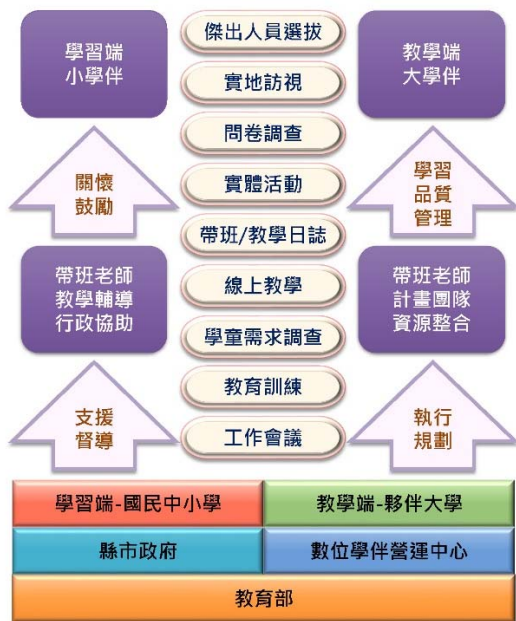 學習端
小學伴
傑出人員選拔
教學端
大學伴
實地訪視
問卷調查
關懷
鼓勵
實體活動
學習
品質
管理
帶班/教學日誌
帶班老師
教學輔導
行政協助
線上教學
帶班老師
計畫團隊
資源整合
學童需求調查
教育訓練
支援
督導
工作會議
執行
規劃
學習端-國民中小學
教學端-夥伴大學
縣市政府
數位學伴營運中心
教育部